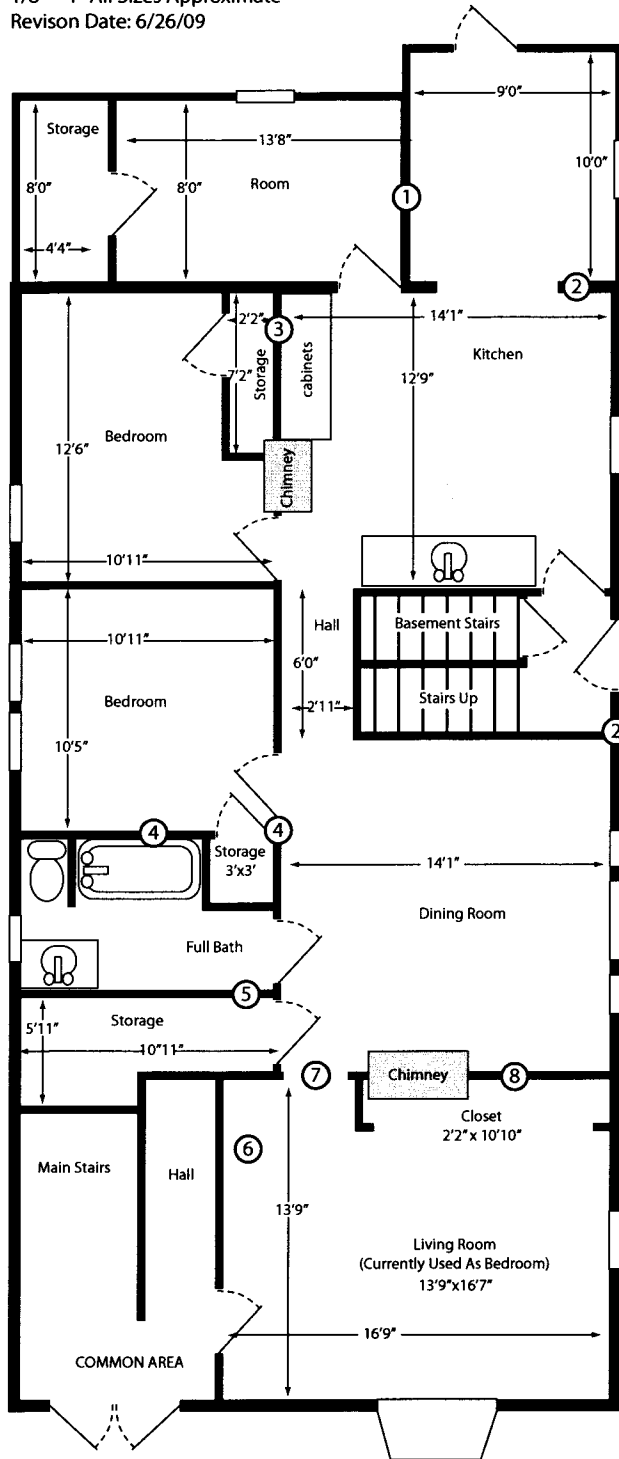 Revison Date: 6/26/09
9'0"
Storage
13'8"
10'0"
8'0"
8'0"
Room
1
4'4"
2
2'2"
3
14'1"
Kitchen
cabinets
Storage
7'2"
12'9"
Bedroom
12'6"
Chimney
10'11"
Hall
Basement Stairs
10'11"
6'0"
Stairs Up
Bedroom
2'11"
2
10'5"
4
4
Storage
3'x3'
14'1"
Dining Room
Full Bath
5
Storage
5'11"
10"11"
7
Chimney
8
Closet
2'2" x 10'10"
6
Main Stairs
Hall
13'9"
Living Room
(Currently Used As Bedroom)
13'9"x16'7"
16'9"
COMMON AREA